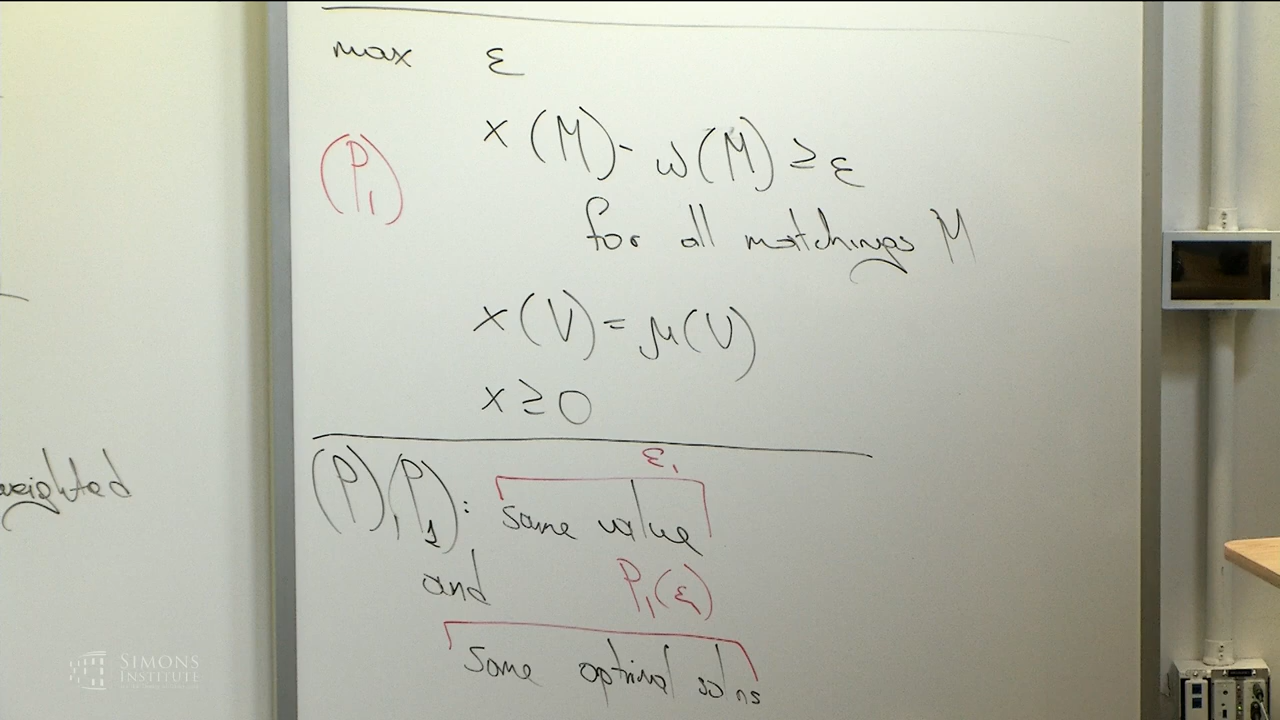 max ε
(P₁) x(M) - w(M) ≥ ε
for all matchings M
x(V) = μ(V)
x ≥ 0
weighted
ε₁
(P), (P₁): same value
and P₁(ε₁)
same optimal solns
SIMONS
INSTITUTE